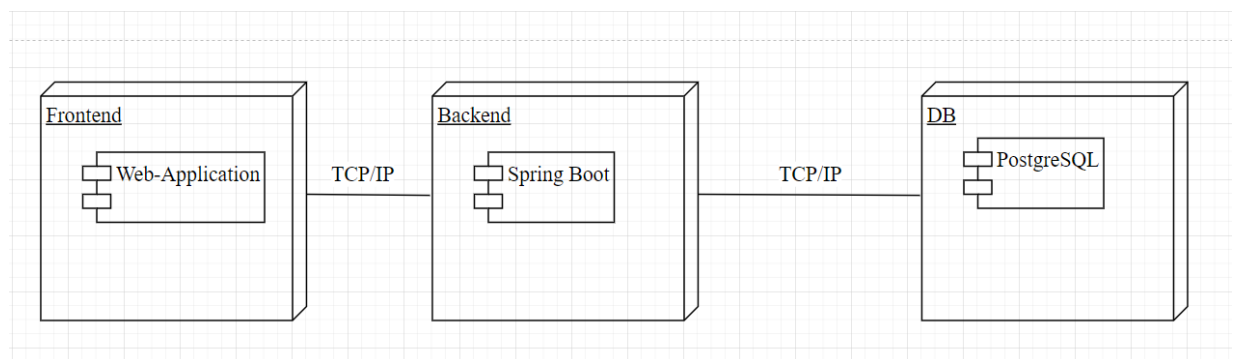 Frontend
Web-Application
TCP/IP
Backend
Spring Boot
TCP/IP
DB
PostgreSQL